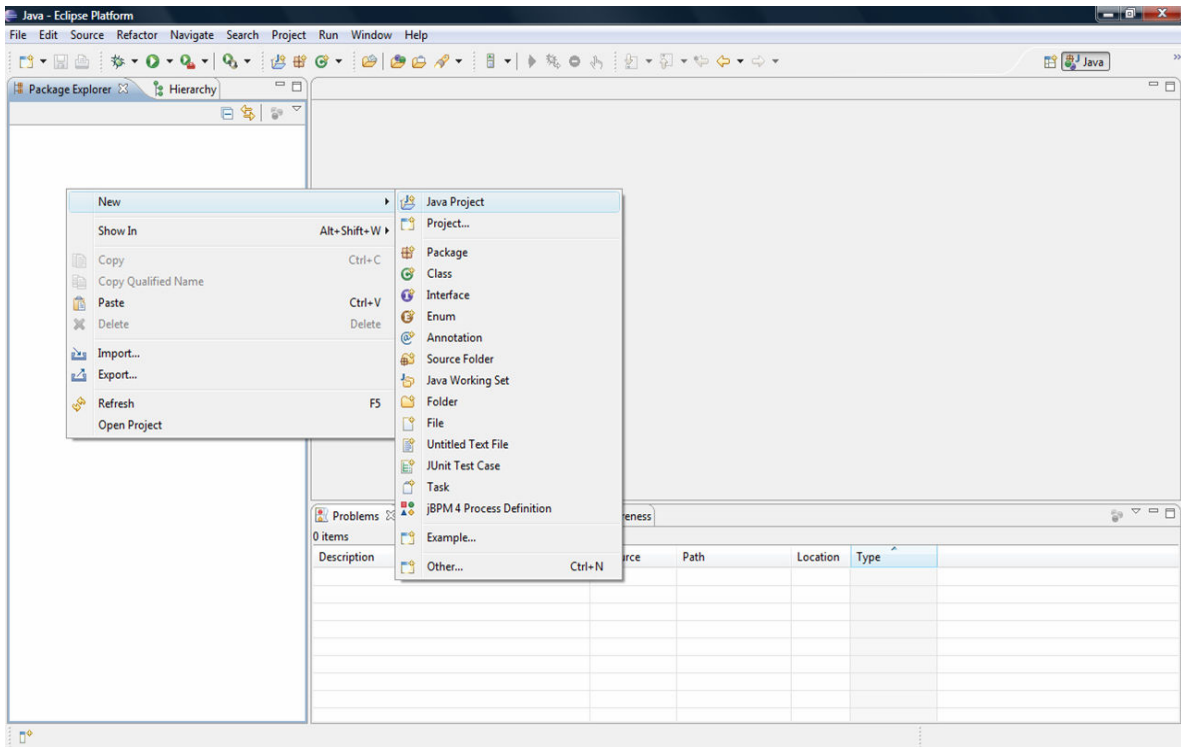 Java - Eclipse Platform
File Edit Source Refactor Navigate Search Project Run Window Help
Java
Package Explorer Hierarchy
New
Show In Alt+Shift+W
Copy Ctrl+C
Copy Qualified Name
Paste Ctrl+V
Delete Delete
Import...
Export...
Refresh F5
Open Project
Java Project
Project...
Package
Class
Interface
Enum
Annotation
Source Folder
Java Working Set
Folder
File
Untitled Text File
JUnit Test Case
Task
jBPM 4 Process Definition
Example...
Other... Ctrl+N
Problems
0 items
Description Path Location Type